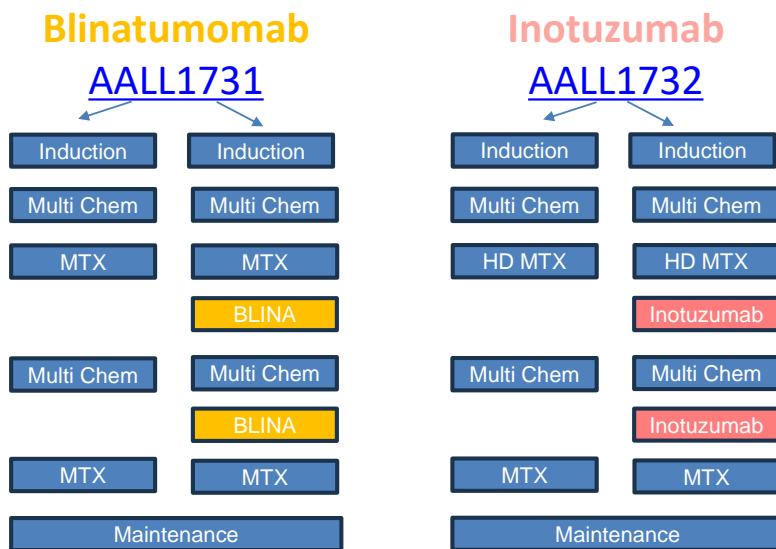 Blinatumomab
AALL1731
Induction
Induction
Multi Chem
Multi Chem
MTX
MTX
BLINA
Multi Chem
Multi Chem
BLINA
MTX
MTX
Maintenance
Inotuzumab
AALL1732
Induction
Induction
Multi Chem
Multi Chem
HD MTX
HD MTX
Inotuzumab
Multi Chem
Multi Chem
Inotuzumab
MTX
MTX
Maintenance